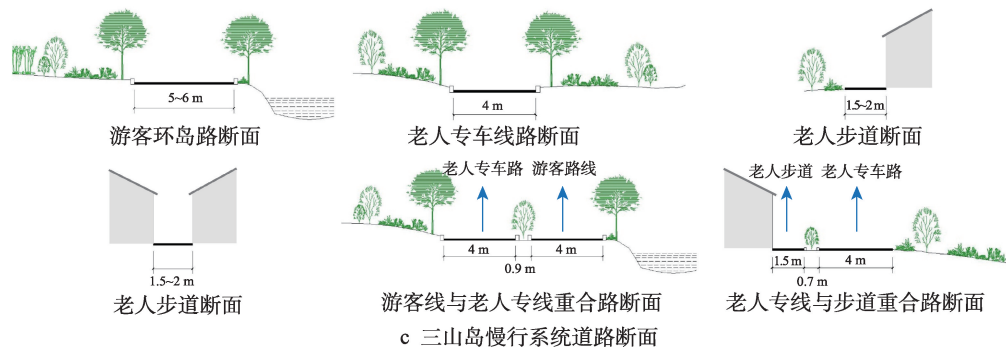 5~6 m
游客环岛路断面
4 m
老人专车线路断面
1.5~2 m
老人步道断面
1.5~2 m
老人步道断面
老人专车路 游客路线
4 m 4 m
0.9 m
游客线与老人专线重合路断面
老人步道 老人专车路
1.5 m 4 m
0.7 m
老人专线与步道重合路断面
c 三山岛慢行系统道路断面